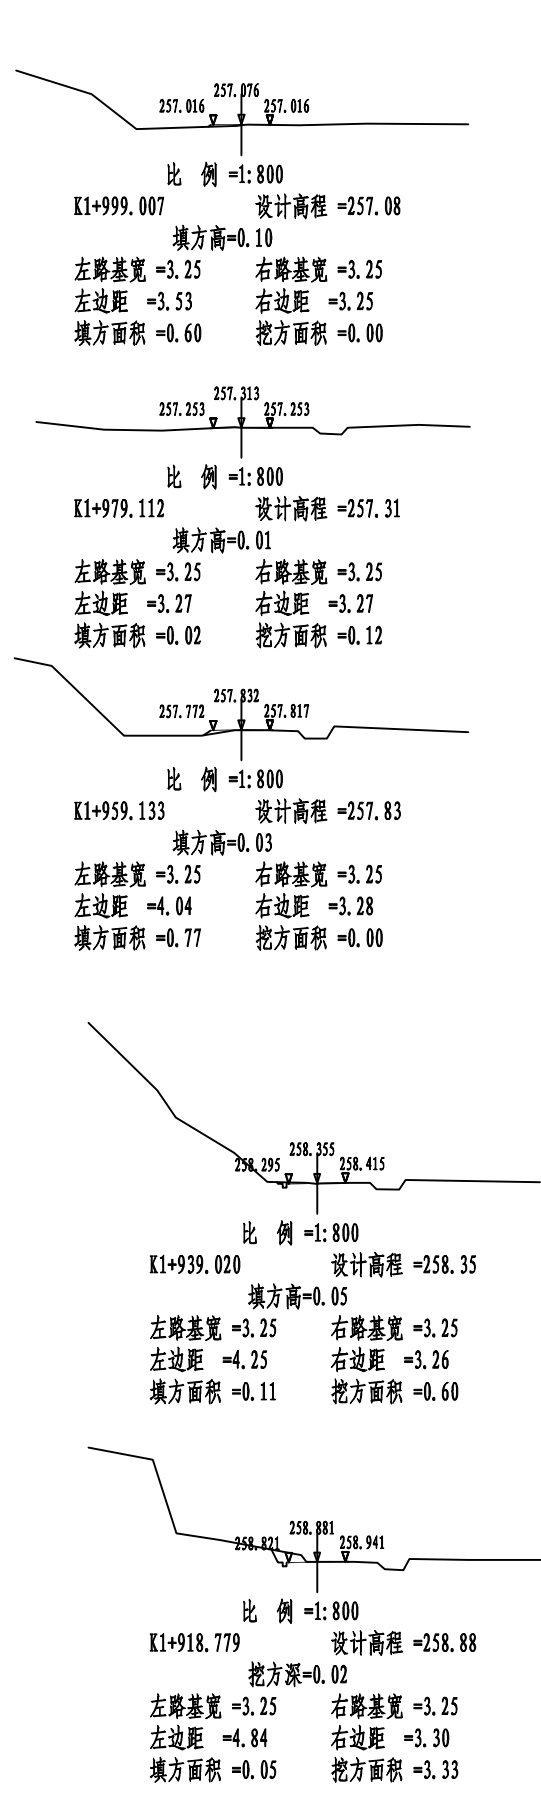 257.076
257.016 257.016
比 例 =1:800
K1+999.007 设计高程 =257.08
填方高=0.10
左路基宽 =3.25 右路基宽 =3.25
左边距 =3.53 右边距 =3.25
填方面积 =0.60 挖方面积 =0.00
257.313
257.253 257.253
比 例 =1:800
K1+979.112 设计高程 =257.31
填方高=0.01
左路基宽 =3.25 右路基宽 =3.25
左边距 =3.27 右边距 =3.27
填方面积 =0.02 挖方面积 =0.12
257.832
257.772 257.817
比 例 =1:800
K1+959.133 设计高程 =257.83
填方高=0.03
左路基宽 =3.25 右路基宽 =3.25
左边距 =4.04 右边距 =3.28
填方面积 =0.77 挖方面积 =0.00
258.355
258.295 258.415
比 例 =1:800
K1+939.020 设计高程 =258.35
填方高=0.05
左路基宽 =3.25 右路基宽 =3.25
左边距 =4.25 右边距 =3.26
填方面积 =0.11 挖方面积 =0.60
258.881
258.821 258.941
比 例 =1:800
K1+918.779 设计高程 =258.88
挖方深=0.02
左路基宽 =3.25 右路基宽 =3.25
左边距 =4.84 右边距 =3.30
填方面积 =0.05 挖方面积 =3.33